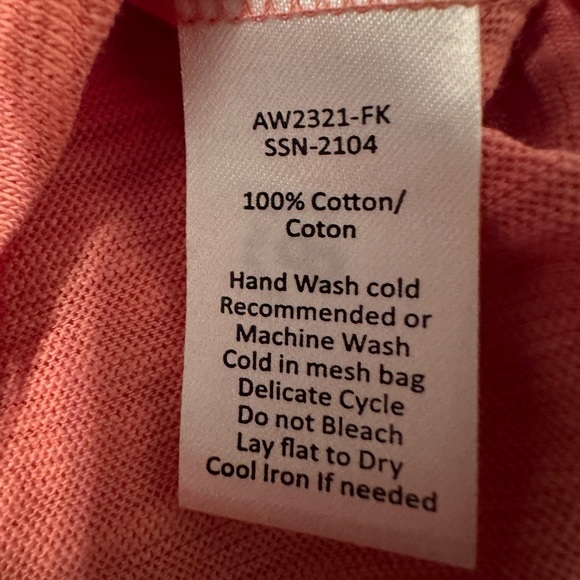 AW2321-FK
SSN-2104
100% Cotton/
Coton
Hand Wash cold
Recommended or
Machine Wash
Cold in mesh bag
Delicate Cycle
Do not Bleach
Lay flat to Dry
Cool Iron If needed